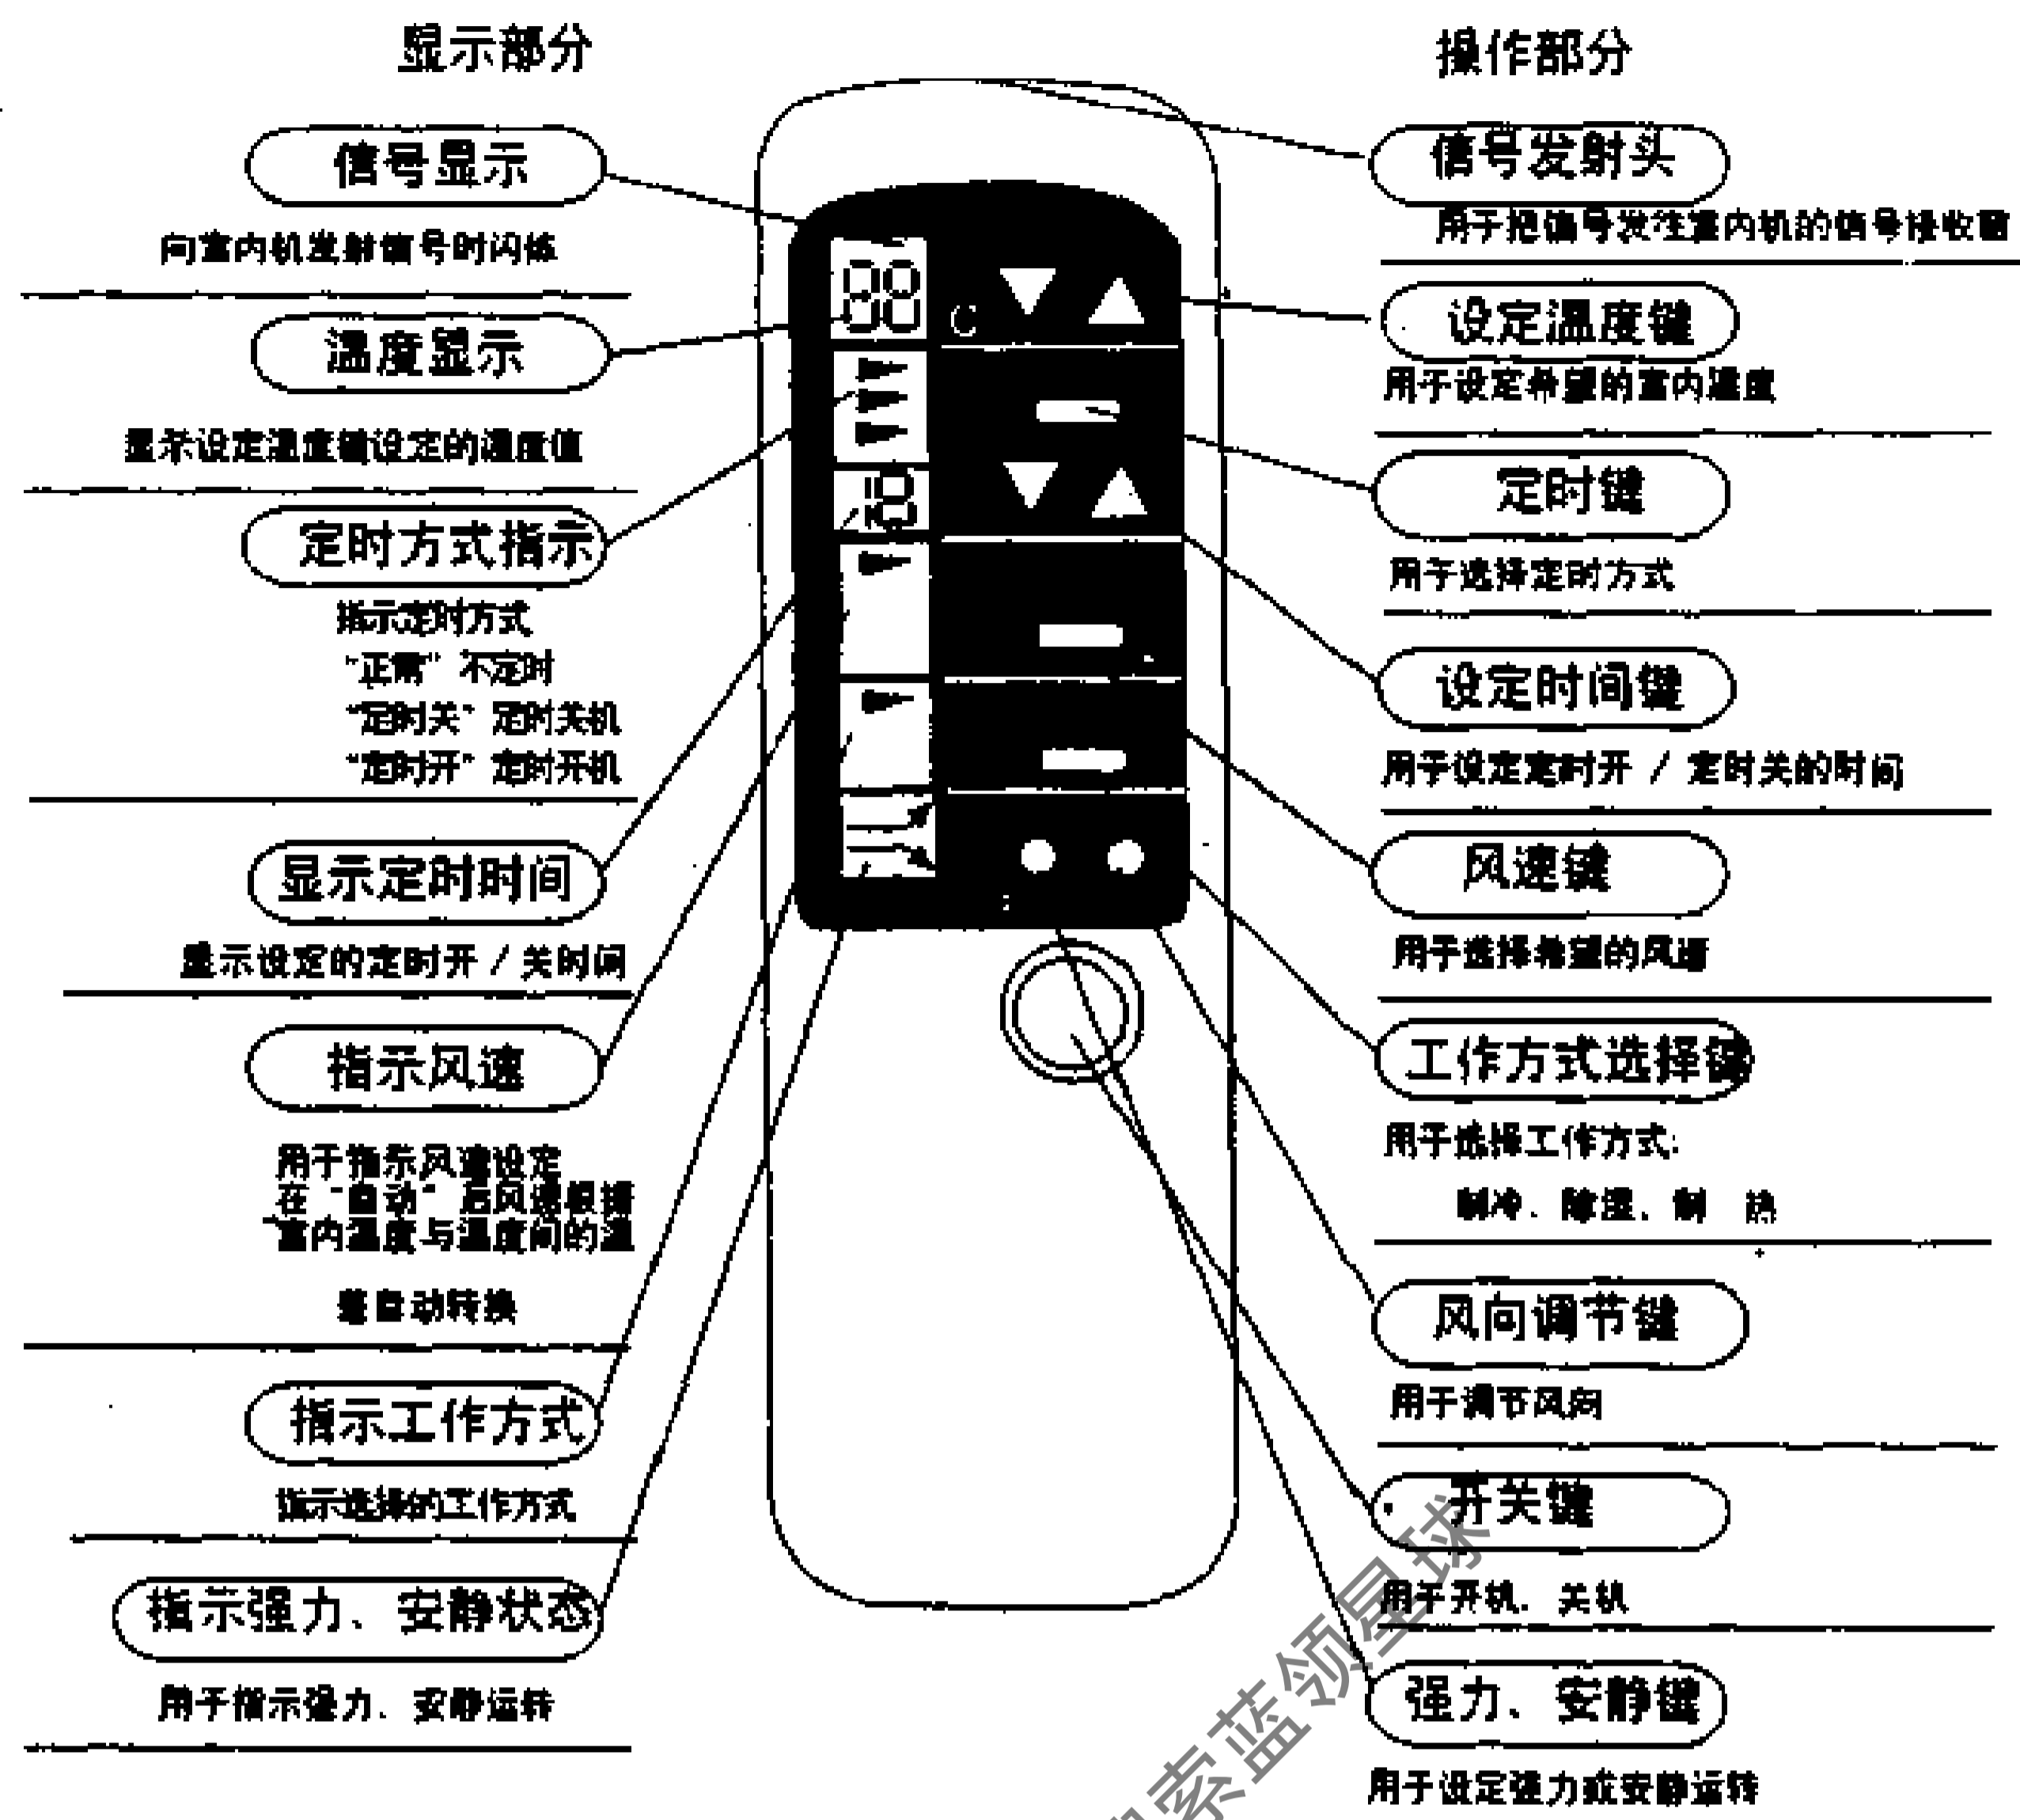 显示部分
信号显示
向室内机发射信号时闪烁
温度显示
显示设定温度键设定的温度值
定时方式指示
指示定时方式
“正常” 不定时
“定时关” 定时关机
“定时开” 定时开机
显示定时时间
显示设定的定时开 / 关时间
指示风速
用于指示风速设定
在 “自动” 后风速根据
室内温度与温度间的温
差自动转换
指示工作方式
指示选择的工作方式
指示强力、安静状态
用于指示强力、安静运转
C
操作部分
信号发射头
用于把信号发往室内机的信号接收器
设定温度键
用于设定希望的室内温度
定时键
用于选择定时方式
设定时间键
用于设定定时开 / 定时关的时间
风速键
用于选择希望的风速
工作方式选择键
用于选择工作方式:
制冷、除湿、制 热
风向调节键
用于调节风向
开关键
用于开机、关机
强力、安静键
用于设定强力或安静运转
索蓝领星球